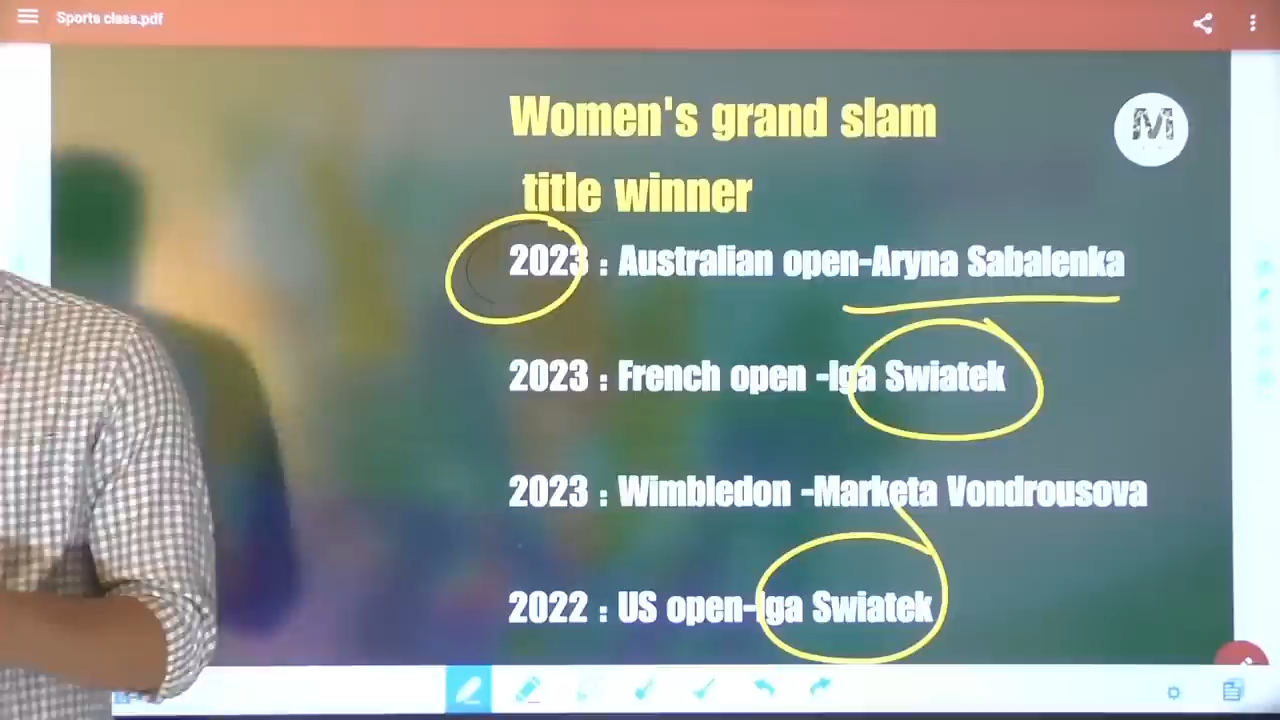 Sports class.pdf
Women's grand slam
title winner
M
2023 : Australian open-Aryna Sabalenka
2023 : French open -Iga Swiatek
2023 : Wimbledon -Marketa Vondrousova
2022 : US open-Iga Swiatek